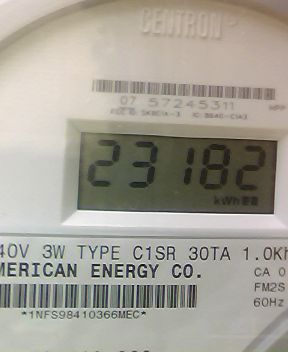 CENTRON
07 57245311
23182
kWh
40V 3W TYPE C1SR 30TA 1.0Kh
MERICAN ENERGY CO.
CA 0
FM2S
*1NFS98410366MEC*
60Hz